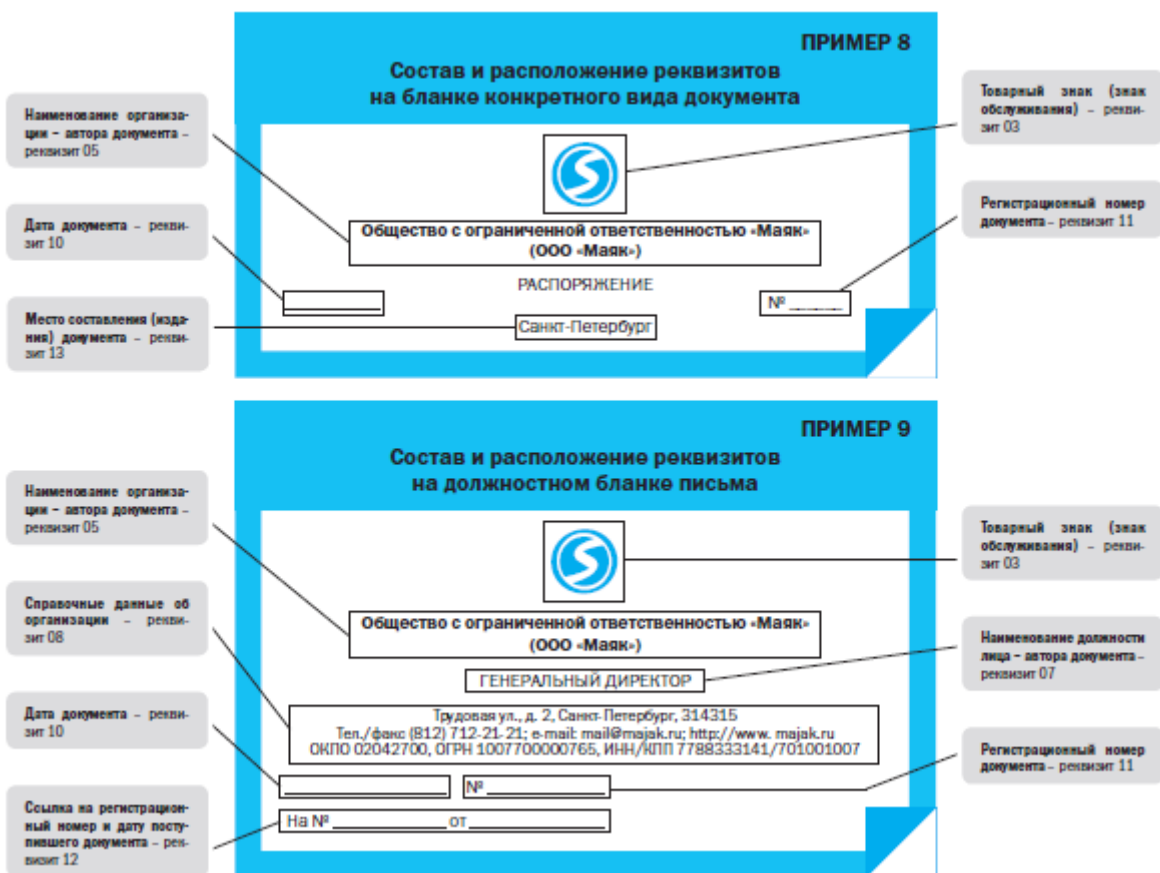 ПРИМЕР 8
Состав и расположение реквизитов
на бланке конкретного вида документа
Наименование организа-
ции – автора документа –
реквизит 05
Дата документа – рекви-
зит 10
Место составления (изда-
ния) документа – рекви-
зит 13
Товарный знак (знак
обслуживания) – рекви-
зит 03
Регистрационный номер
документа – реквизит 11
Общество с ограниченной ответственностью «Маяк»
(ООО «Маяк»)
РАСПОРЯЖЕНИЕ
№ ______
Санкт-Петербург
ПРИМЕР 9
Состав и расположение реквизитов
на должностном бланке письма
Наименование организа-
ции – автора документа –
реквизит 05
Справочные данные об
организации – рекви-
зит 08
Дата документа – рекви-
зит 10
Ссылка на регистрацион-
ный номер и дату посту-
пившего документа – рек-
визит 12
Товарный знак (знак
обслуживания) – рекви-
зит 03
Наименование должности
лица – автора документа –
реквизит 07
Регистрационный номер
документа – реквизит 11
Общество с ограниченной ответственностью «Маяк»
(ООО «Маяк»)
ГЕНЕРАЛЬНЫЙ ДИРЕКТОР
Трудовая ул., д. 2, Санкт-Петербург, 314315
Тел./факс (812) 712-21-21; e-mail: mail@majak.ru; http://www. majak.ru
ОКПО 02042700, ОГРН 1007700000765, ИНН/КПП 7788333141/701001007
№ ____________
На № ____________ от ______________